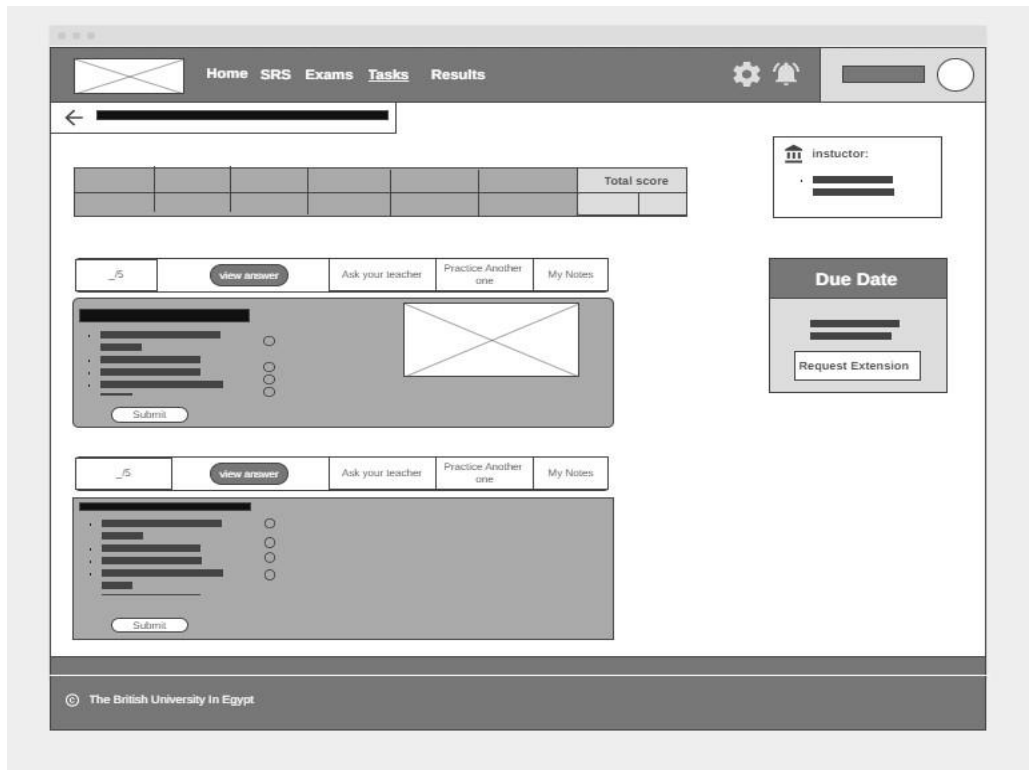 Home SRS Exams Tasks Results
instuctor:
Total score
_/5 view answer Ask your teacher Practice Another one My Notes
Due Date
Request Extension
Submit
_/5 view answer Ask your teacher Practice Another one My Notes
Submit
© The British University In Egypt